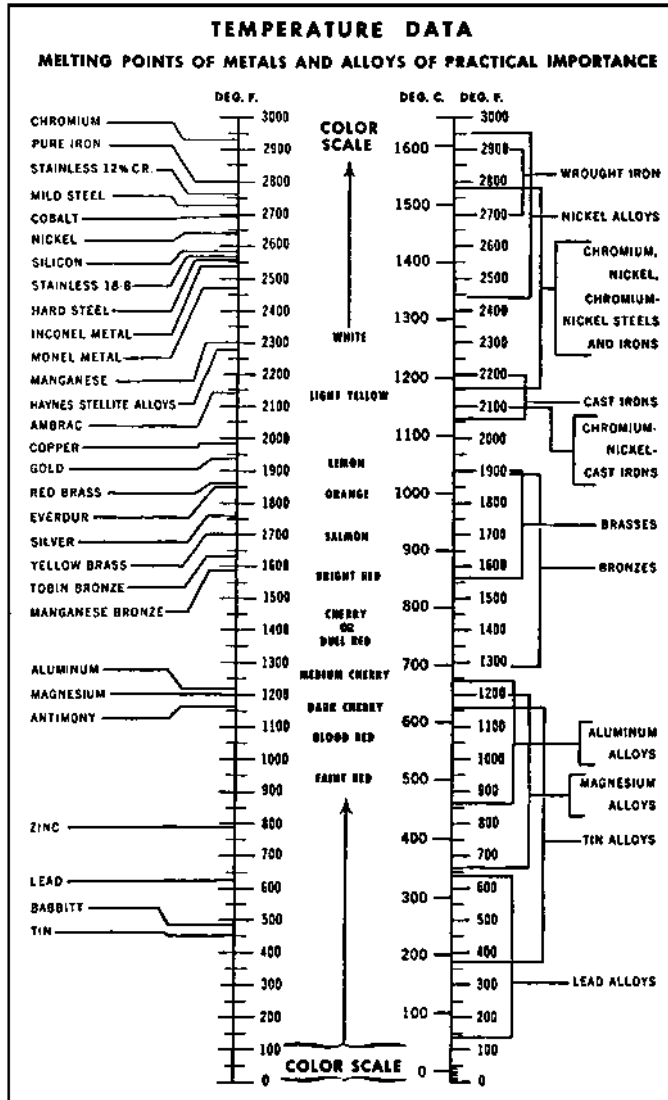 TEMPERATURE DATA
MELTING POINTS OF METALS AND ALLOYS OF PRACTICAL IMPORTANCE
DEG. F.
CHROMIUM
PURE IRON
STAINLESS 12% CR.
MILD STEEL
COBALT
NICKEL
SILICON
STAINLESS 18-8
HARD STEEL
INCONEL METAL
MONEL METAL
MANGANESE
HAYNES STELLITE ALLOYS
AMBRAC
COPPER
GOLD
RED BRASS
EVERDUR
SILVER
YELLOW BRASS
TOBIN BRONZE
MANGANESE BRONZE
ALUMINUM
MAGNESIUM
ANTIMONY
ZINC
LEAD
BABBITT
TIN
3000
2900
2800
2700
2600
2500
2400
2300
2200
2100
2000
1900
1800
2700
1600
1500
1400
1300
1200
1100
1000
900
800
700
600
500
400
300
200
100
0
COLOR
SCALE
WHITE
LIGHT YELLOW
LEMON
ORANGE
SALMON
BRIGHT RED
CHERRY
OR
DULL RED
MEDIUM CHERRY
DARK CHERRY
BLOOD RED
FAINT RED
COLOR SCALE
DEG. C.
1600
1500
1400
1300
1200
1100
1000
900
800
700
600
500
400
300
200
100
0
DEG. F.
3000
2900
2800
2700
2600
2500
2400
2300
2200
2100
2000
1900
1800
1700
1600
1500
1400
1300
1200
1100
1000
900
800
700
600
500
400
300
200
100
0
WROUGHT IRON
NICKEL ALLOYS
CHROMIUM,
NICKEL,
CHROMIUM-
NICKEL STEELS
AND IRONS
CAST IRONS
CHROMIUM-
NICKEL-
CAST IRONS
BRASSES
BRONZES
ALUMINUM
ALLOYS
MAGNESIUM
ALLOYS
TIN ALLOYS
LEAD ALLOYS